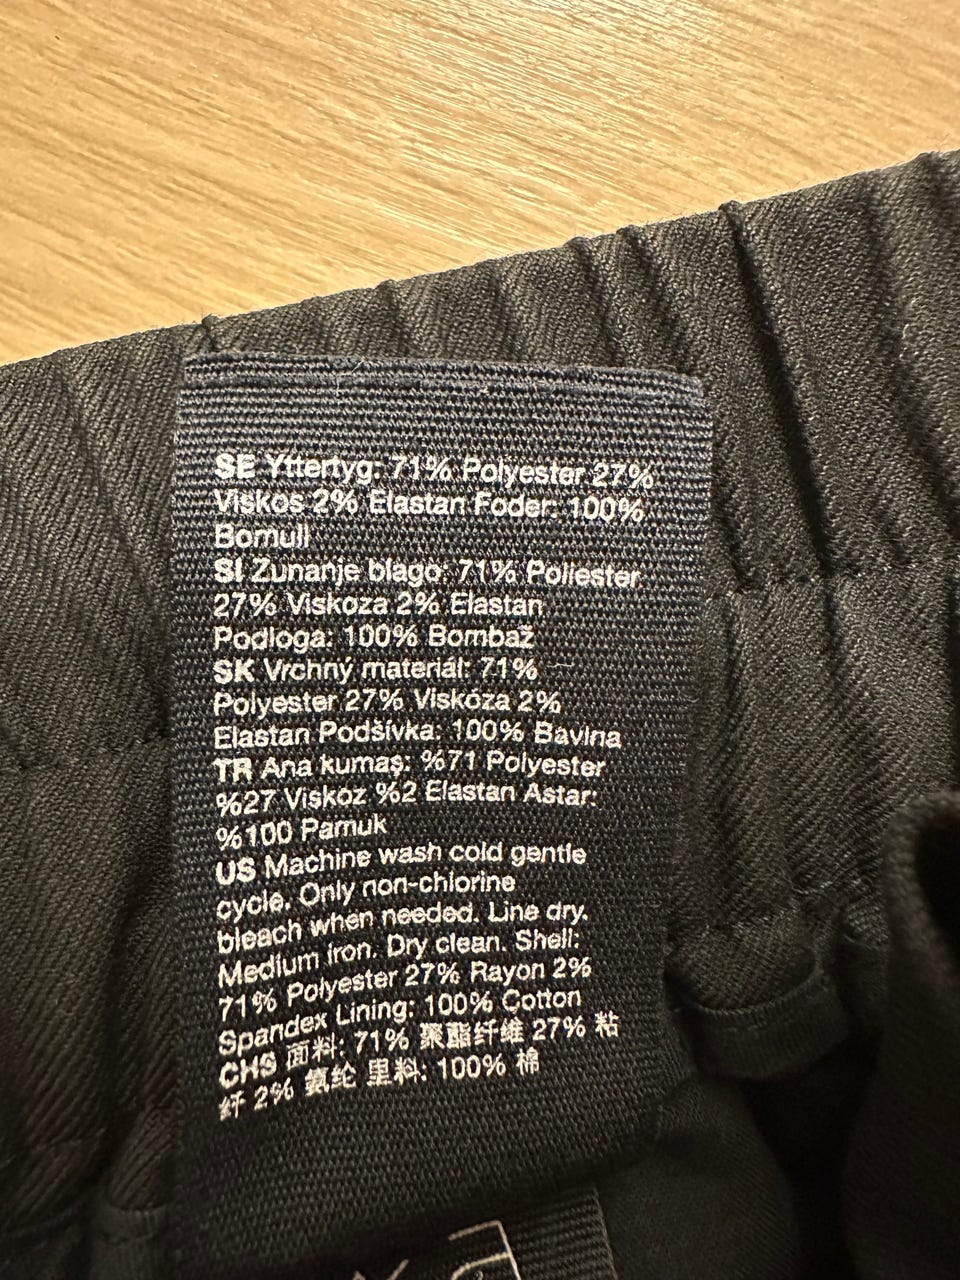 SE Yttertyg: 71% Polyester 27%
Viskos 2% Elastan Foder: 100%
Bomull
SI Zunanje blago: 71% Poliester
27% Viskoza 2% Elastan
Podloga: 100% Bombaž
SK Vrchný materiál: 71%
Polyester 27% Viskóza 2%
Elastan Podšívka: 100% Bavlna
TR Ana kumaş: %71 Polyester
%27 Viskoz %2 Elastan Astar:
%100 Pamuk
US Machine wash cold gentle
cycle. Only non-chlorine
bleach when needed. Line dry.
Medium iron. Dry clean. Shell:
71% Polyester 27% Rayon 2%
Spandex Lining: 100% Cotton
CHS 面料: 71% 聚酯纤维 27% 粘
纤 2% 氨纶 里料: 100% 棉